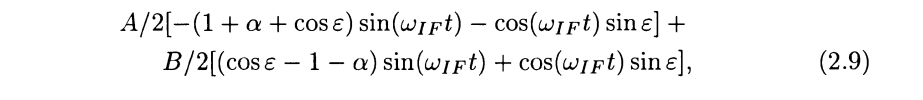 A/2[−(1 + α + cos ε) sin(ω_{IF}t) − cos(ω_{IF}t) sin ε] +
B/2[(cos ε − 1 − α) sin(ω_{IF}t) + cos(ω_{IF}t) sin ε], (2.9)